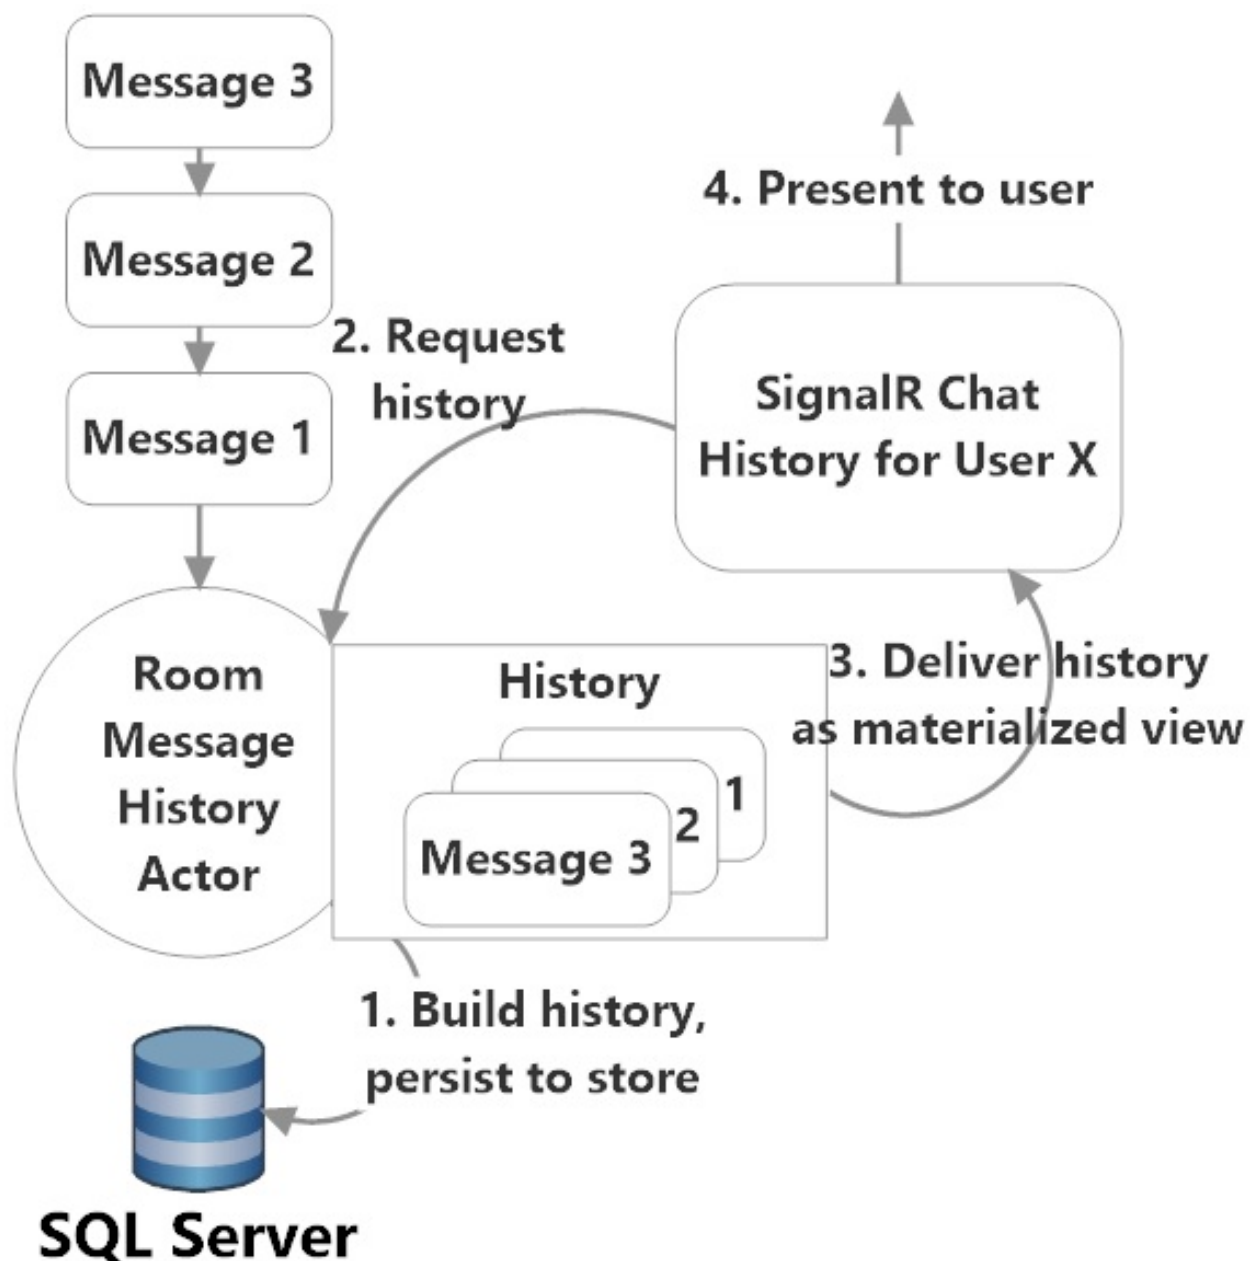 Message 3
Message 2
Message 1
2. Request
history
4. Present to user
SignalR Chat
History for User X
Room
Message
History
Actor
History
1
2
Message 3
3. Deliver history
as materialized view
1. Build history,
persist to store
SQL Server